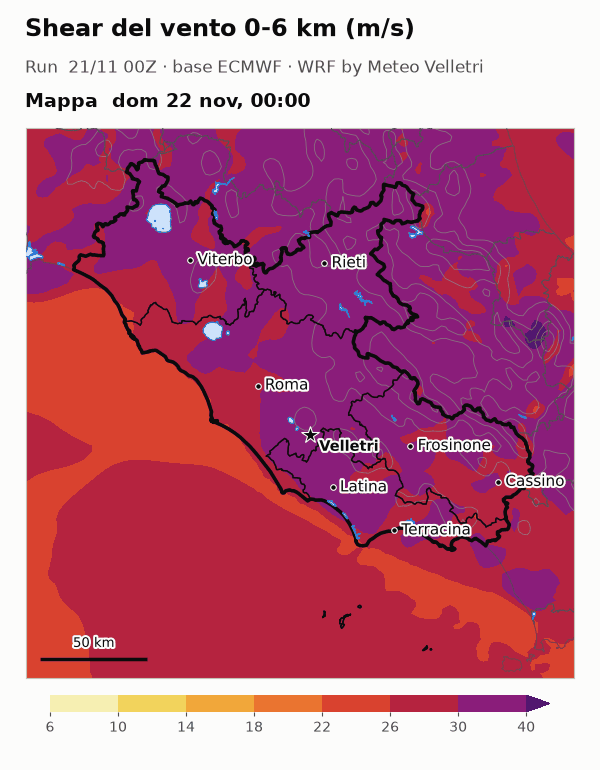 Shear del vento 0-6 km (m/s)
Run  21/11 00Z · base ECMWF · WRF by Meteo Velletri
Mappa  dom 22 nov, 00:00
Viterbo
Rieti
Roma
Velletri
Frosinone
Latina
Cassino
Terracina
50 km
6 10 14 18 22 26 30 40